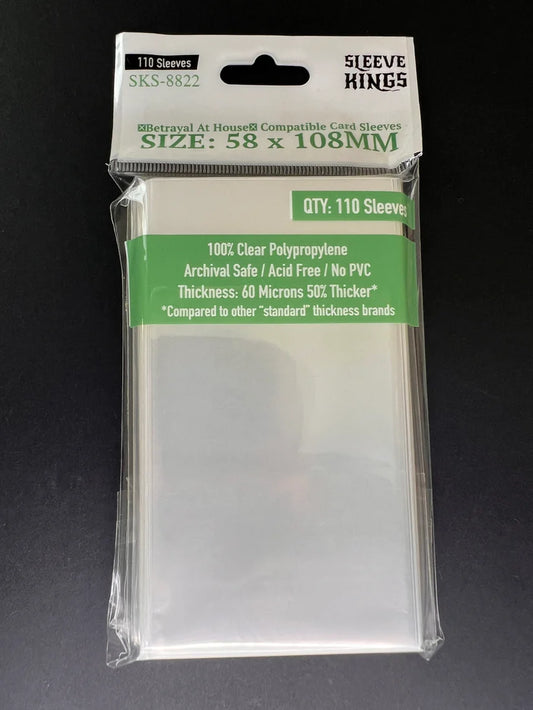 110 Sleeves
SKS-8822
SLEEVE
KINGS
☒Betrayal At House☒ Compatible Card Sleeves
SIZE: 58 x 108MM
QTY: 110 Sleeves
100% Clear Polypropylene
Archival Safe / Acid Free / No PVC
Thickness: 60 Microns 50% Thicker*
*Compared to other “standard” thickness brands